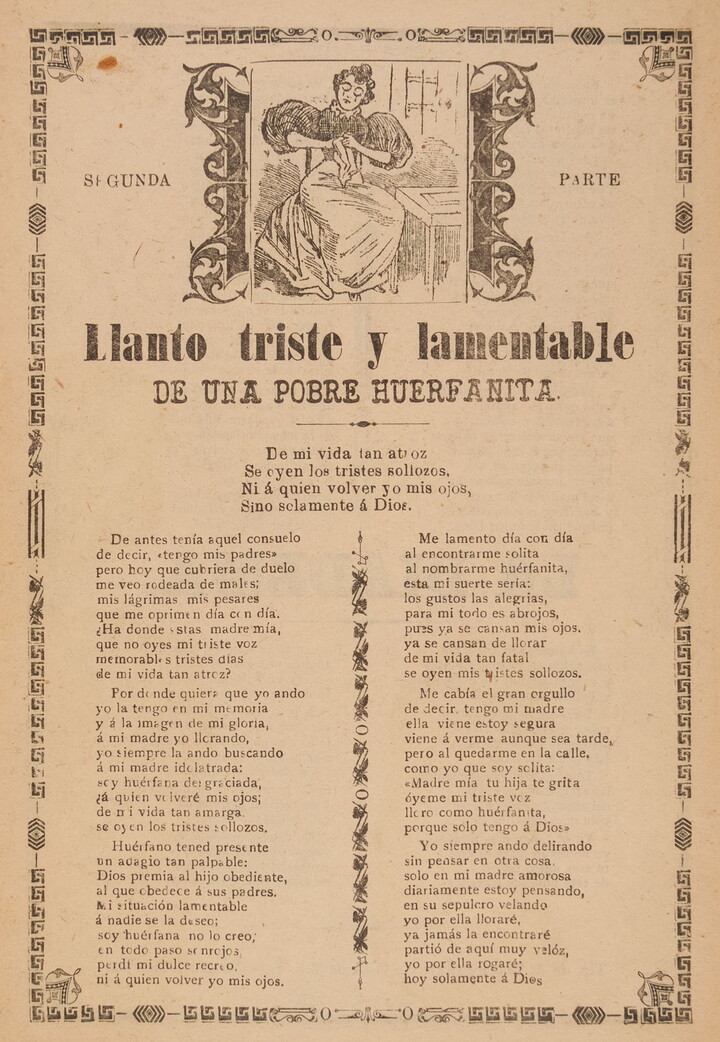 SEGUNDA PARTE
Llanto triste y lamentable
DE UNA POBRE HUERFANITA.
De mi vida tan atroz
Se oyen los tristes sollozos,
Ni á quien volver yo mis ojos,
Sino solamente á Dios.
De antes tenía aquel consuelo
de decir, «tengo mis padres»
pero hoy que cubriera de duelo
me veo rodeada de males;
mis lágrimas mis pesares
que me oprimen día con día.
¿Ha donde estas madre mía,
que no oyes mi triste voz
memorables tristes días
de mi vida tan atroz?
Por donde quiera que yo ando
yo la tengo en mi memoria
y á la imagen de mi gloria,
á mi madre yo llorando,
yo siempre la ando buscando
á mi madre idolatrada:
soy huérfana desgraciada,
¿á quien volveré mis ojos;
de mi vida tan amarga
se oyen los tristes sollozos.
Huérfano tened presente
un adagio tan palpable:
Dios premia al hijo obediente,
al que obedece á sus padres.
Mi situación lamentable
á nadie se la deseo;
soy huérfana no lo creo;
en todo paso sonrojos,
perdí mi dulce recreo,
ni á quien volver yo mis ojos.
Me lamento día con día
al encontrarme solita
al nombrarme huérfanita,
esta mi suerte sería:
los gustos las alegrias,
para mi todo es abrojos,
pues ya se cansan mis ojos,
ya se cansan de llorar
de mi vida tan fatal
se oyen mis tristes sollozos.
Me cabía el gran orgullo
de decir, tengo mi madre
ella viene estoy segura
viene á verme aunque sea tarde,
pero al quedarme en la calle,
como yo que soy solita:
«Madre mía tu hija te grita
óyeme mi triste voz
lloro como huérfanita,
porque solo tengo á Dios»
Yo siempre ando delirando
sin pensar en otra cosa,
solo en mi madre amorosa
diariamente estoy pensando,
en su sepulcro velando
yo por ella lloraré,
ya jamás la encontraré
partió de aquí muy velóz,
yo por ella rogaré;
hoy solamente á Dios